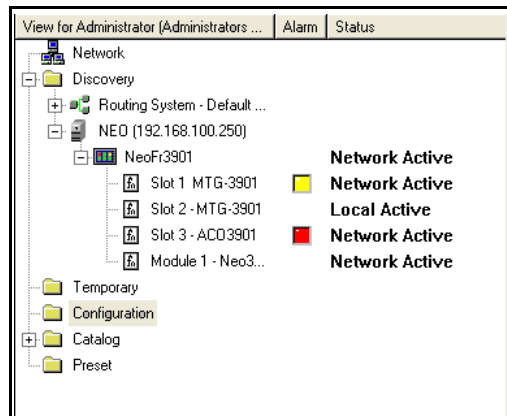 View for Administrator (Administrators ... Alarm Status
Network
Discovery
Routing System - Default ...
NEO (192.168.100.250)
NeoFr3901 Network Active
Slot 1 MTG-3901 Network Active
Slot 2 - MTG-3901 Local Active
Slot 3 - ACO3901 Network Active
Module 1 - Neo3... Network Active
Temporary
Configuration
Catalog
Preset